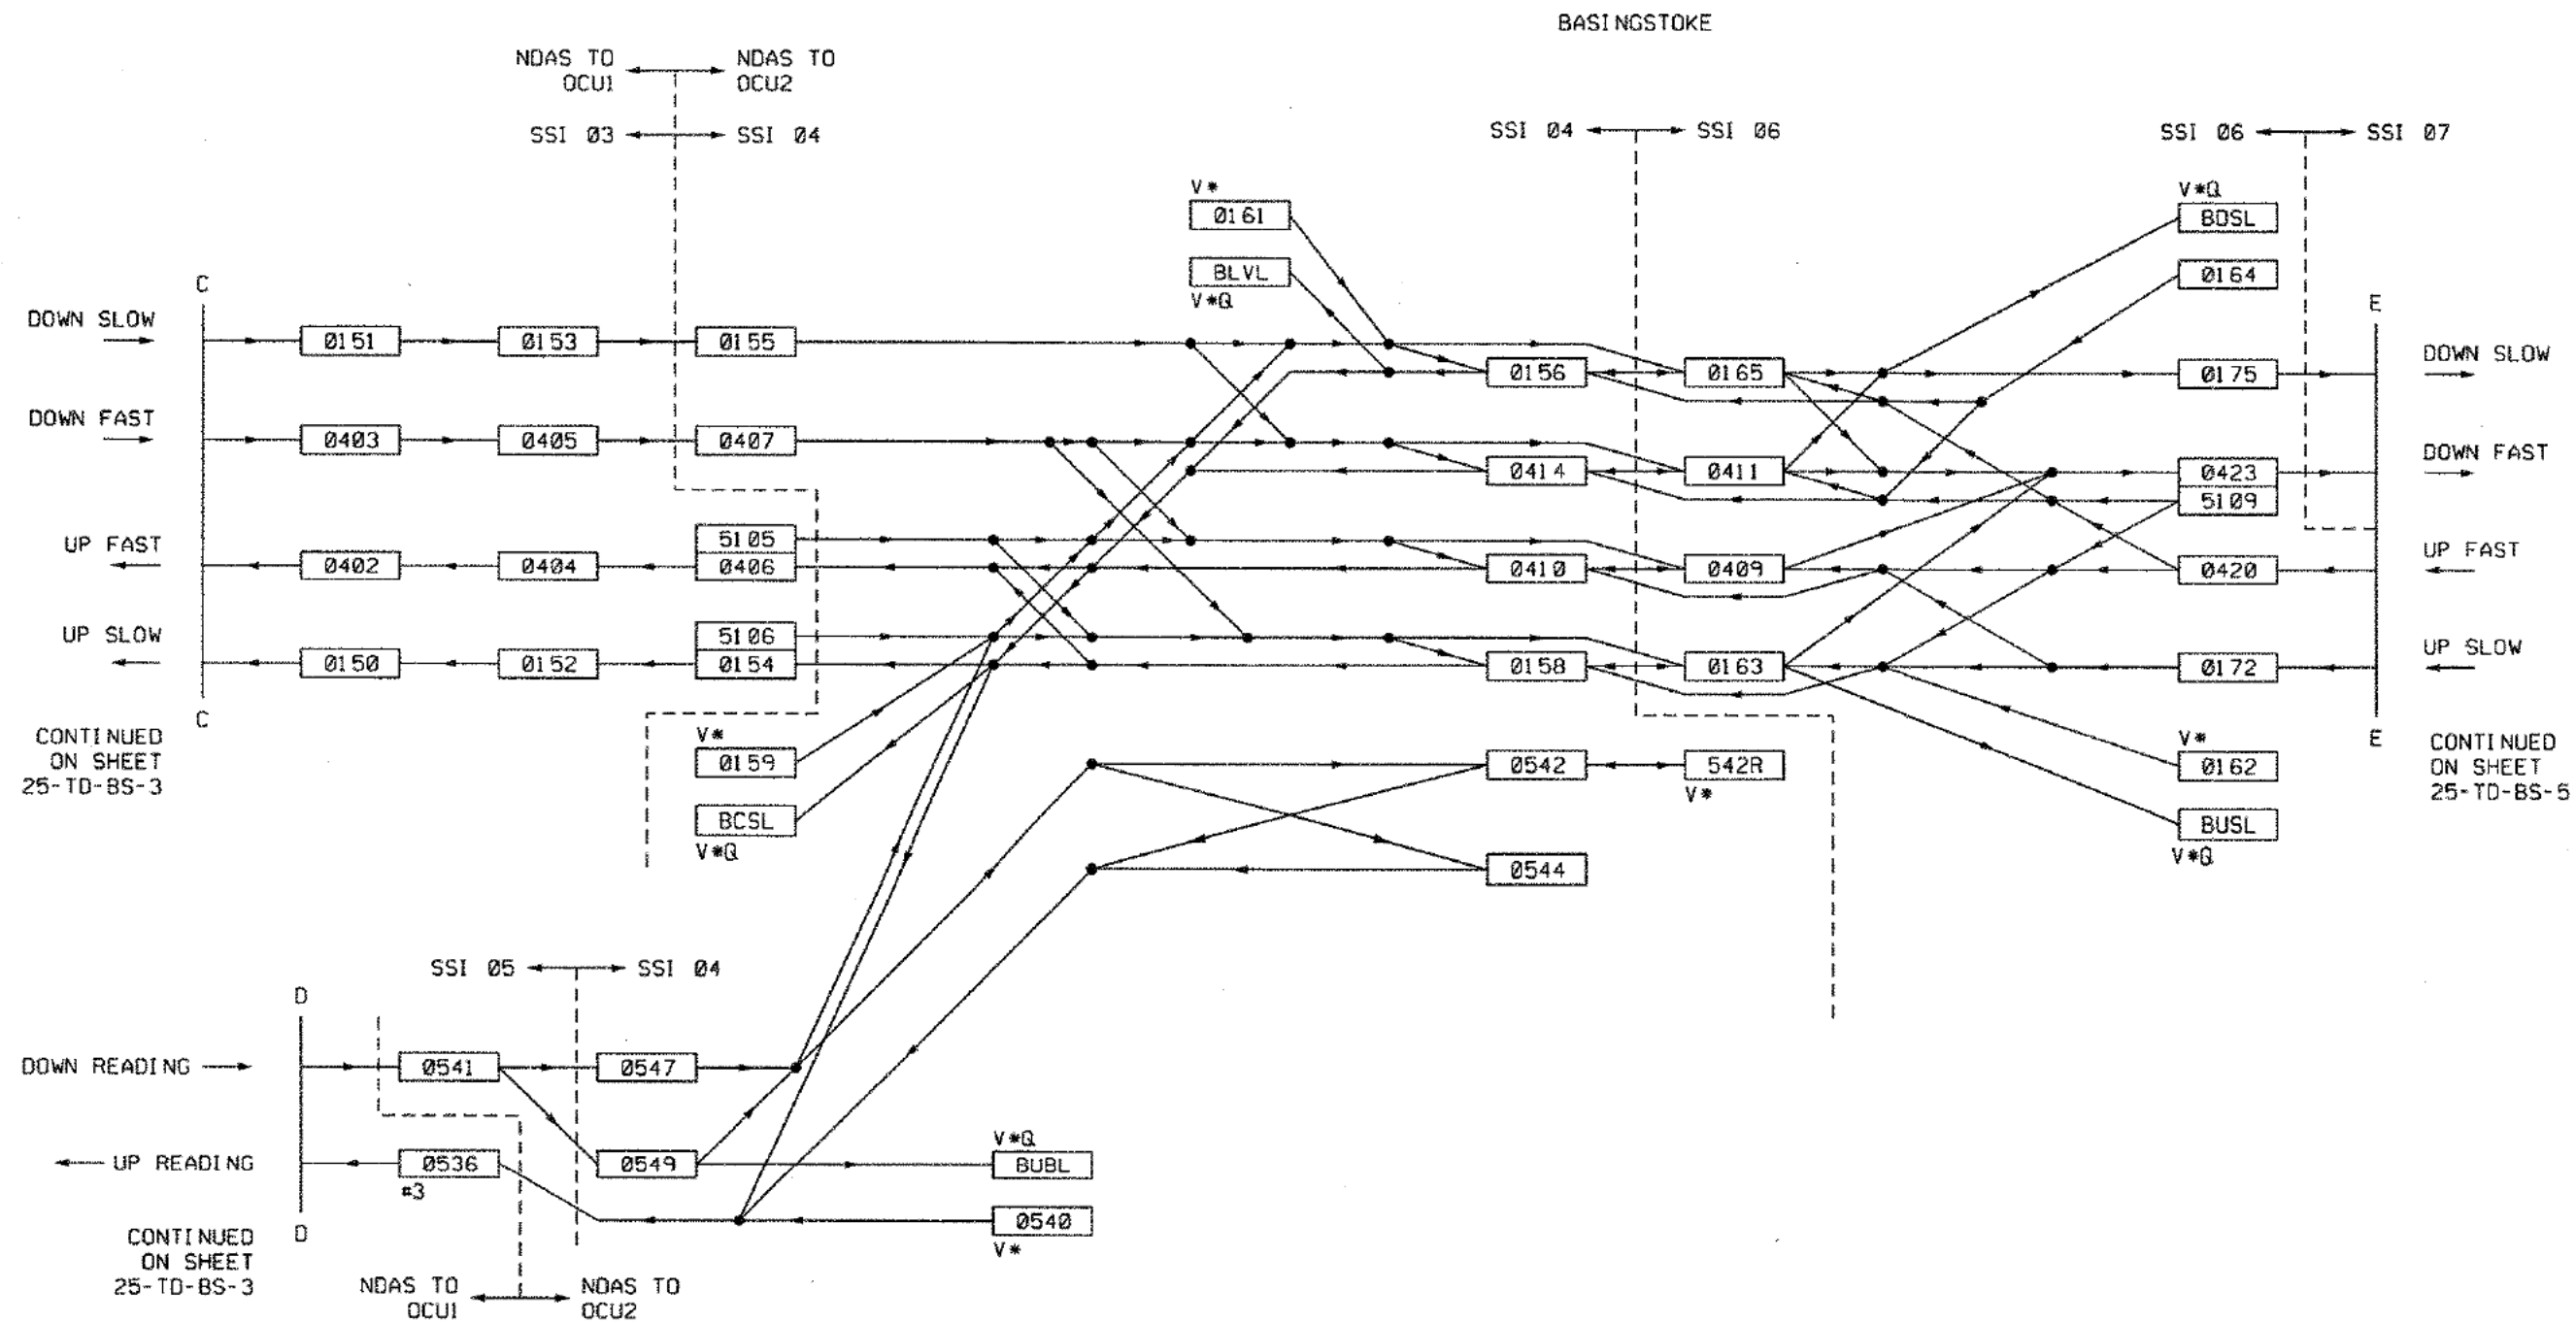 BASINGSTOKE
NDAS TO
OCU1
NDAS TO
OCU2
SSI 03
SSI 04
SSI 04
SSI 06
SSI 06
SSI 07
V*
0161
BLVL
V*Q
V*Q
BDSL
0164
C
E
DOWN SLOW
0151
0153
0155
0156
0165
0175
DOWN SLOW
DOWN FAST
0403
0405
0407
0414
0411
0423
5109
DOWN FAST
UP FAST
0402
0404
5105
0406
0410
0409
0420
UP FAST
UP SLOW
0150
0152
5106
0154
0158
0163
0172
UP SLOW
C
E
CONTINUED
ON SHEET
25-TD-BS-3
V*
0159
BCSL
V*Q
0542
542R
V*
0544
V*
0162
BUSL
V*Q
CONTINUED
ON SHEET
25-TD-BS-5
SSI 05
SSI 04
D
DOWN READING
0541
0547
UP READING
0536
#3
0549
V*Q
BUBL
0540
V*
D
CONTINUED
ON SHEET
25-TD-BS-3
NDAS TO
OCU1
NDAS TO
OCU2